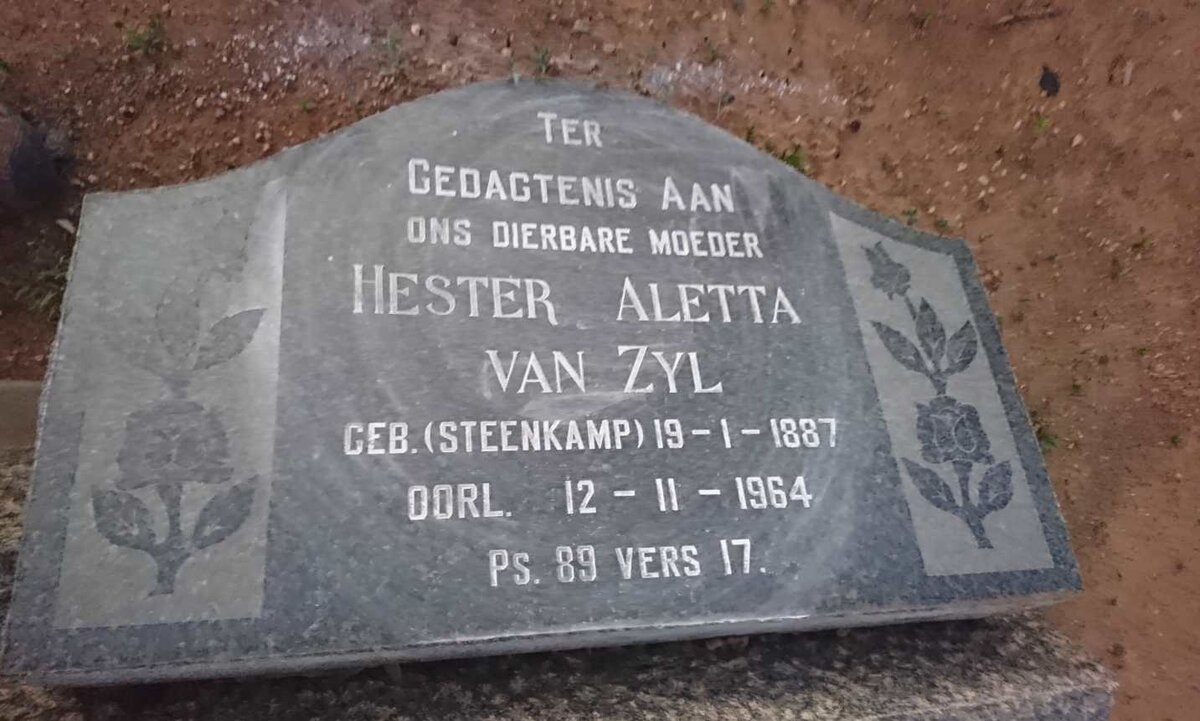 TER
GEDAGTENIS AAN
ONS DIERBARE MOEDER
HESTER ALETTA
VAN ZYL
GEB. (STEENKAMP) 19-1-1887
OORL. 12-11-1964
PS. 89 VERS 17.